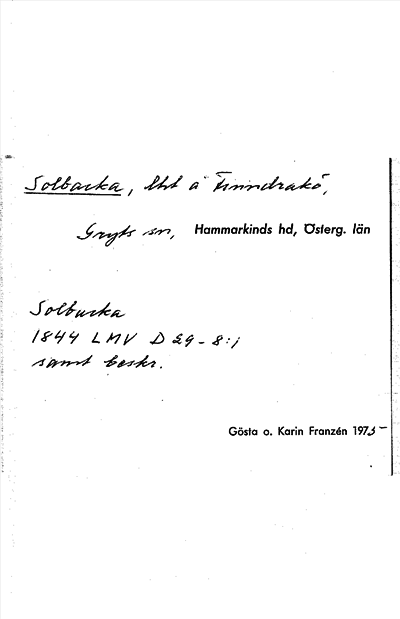 Solbacka, lht å Finndrakö,
Gryts sn, Hammarkinds hd, Österg. län
Solbacka
1844 LMV D 29-8:1
samt beskr.
Gösta o. Karin Franzén 1973